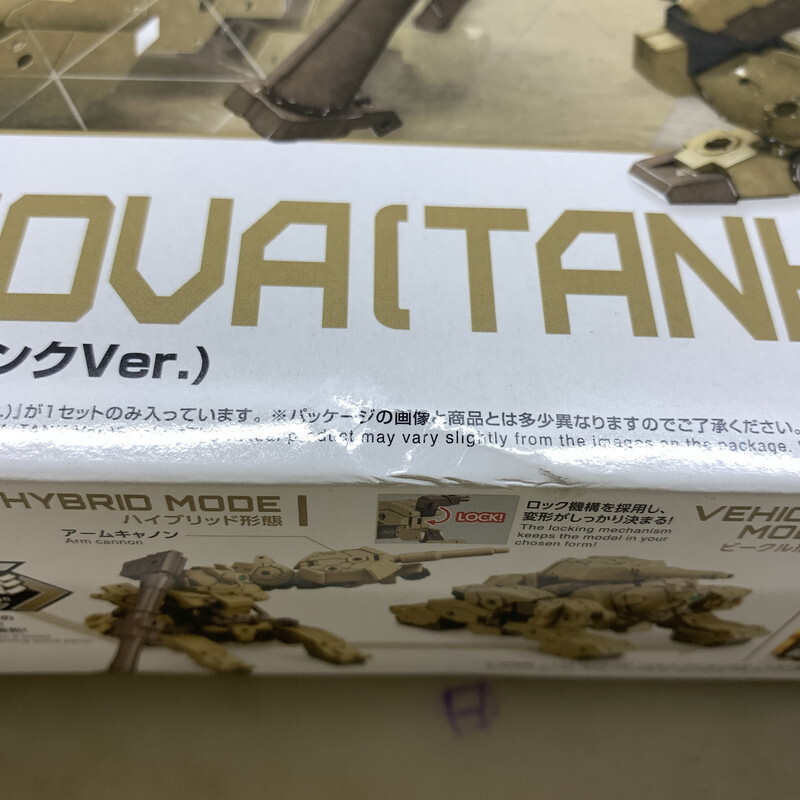 OVA(TANK
ンクVer.)
.)』が1セットのみ入っています。※パッケージの画像と商品とは多少異なりますのでご了承ください。
product may vary slightly from the images on the package.
HYBRID MODE
ハイブリッド形態
アームキャノン
Arm cannon
LOCK!
ロック機構を採用し、
変形がしっかり決まる!
The locking mechanism
keeps the model in your
chosen form!
VEHIC
MO
ビークル